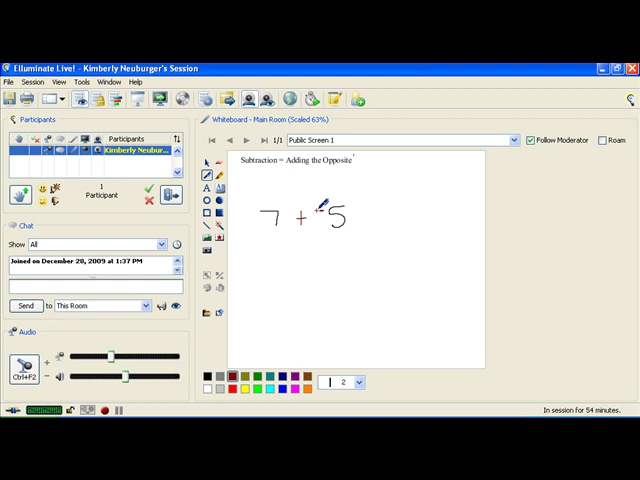 Elluminate Live! - Kimberly Neuburger's Session
File Session View Tools Window Help
Participants
Participants
Kimberly Neubur...
1
Participant
Chat
Show All
Joined on December 28, 2009 at 1:37 PM
Send to This Room
Audio
Ctrl+F2
Whiteboard - Main Room (Scaled 63%)
1/1 Public Screen 1 Follow Moderator Roam
Subtraction = Adding the Opposite
7 + -5
2
In session for 54 minutes.